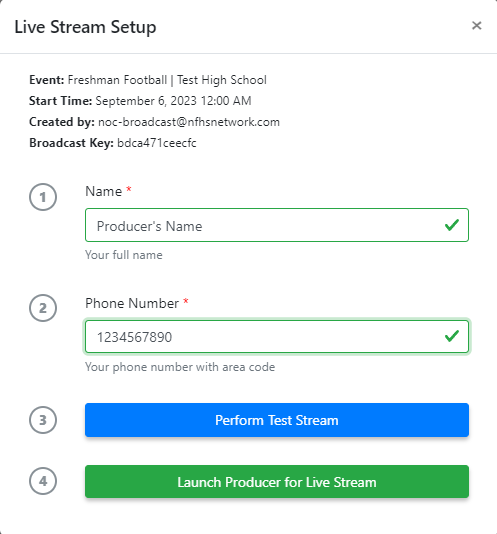 Live Stream Setup ×
Event: Freshman Football | Test High School
Start Time: September 6, 2023 12:00 AM
Created by: noc-broadcast@nfhsnetwork.com
Broadcast Key: bdca471ceecfc
1 Name *
Producer's Name
Your full name
2 Phone Number *
1234567890
Your phone number with area code
3 Perform Test Stream
4 Launch Producer for Live Stream